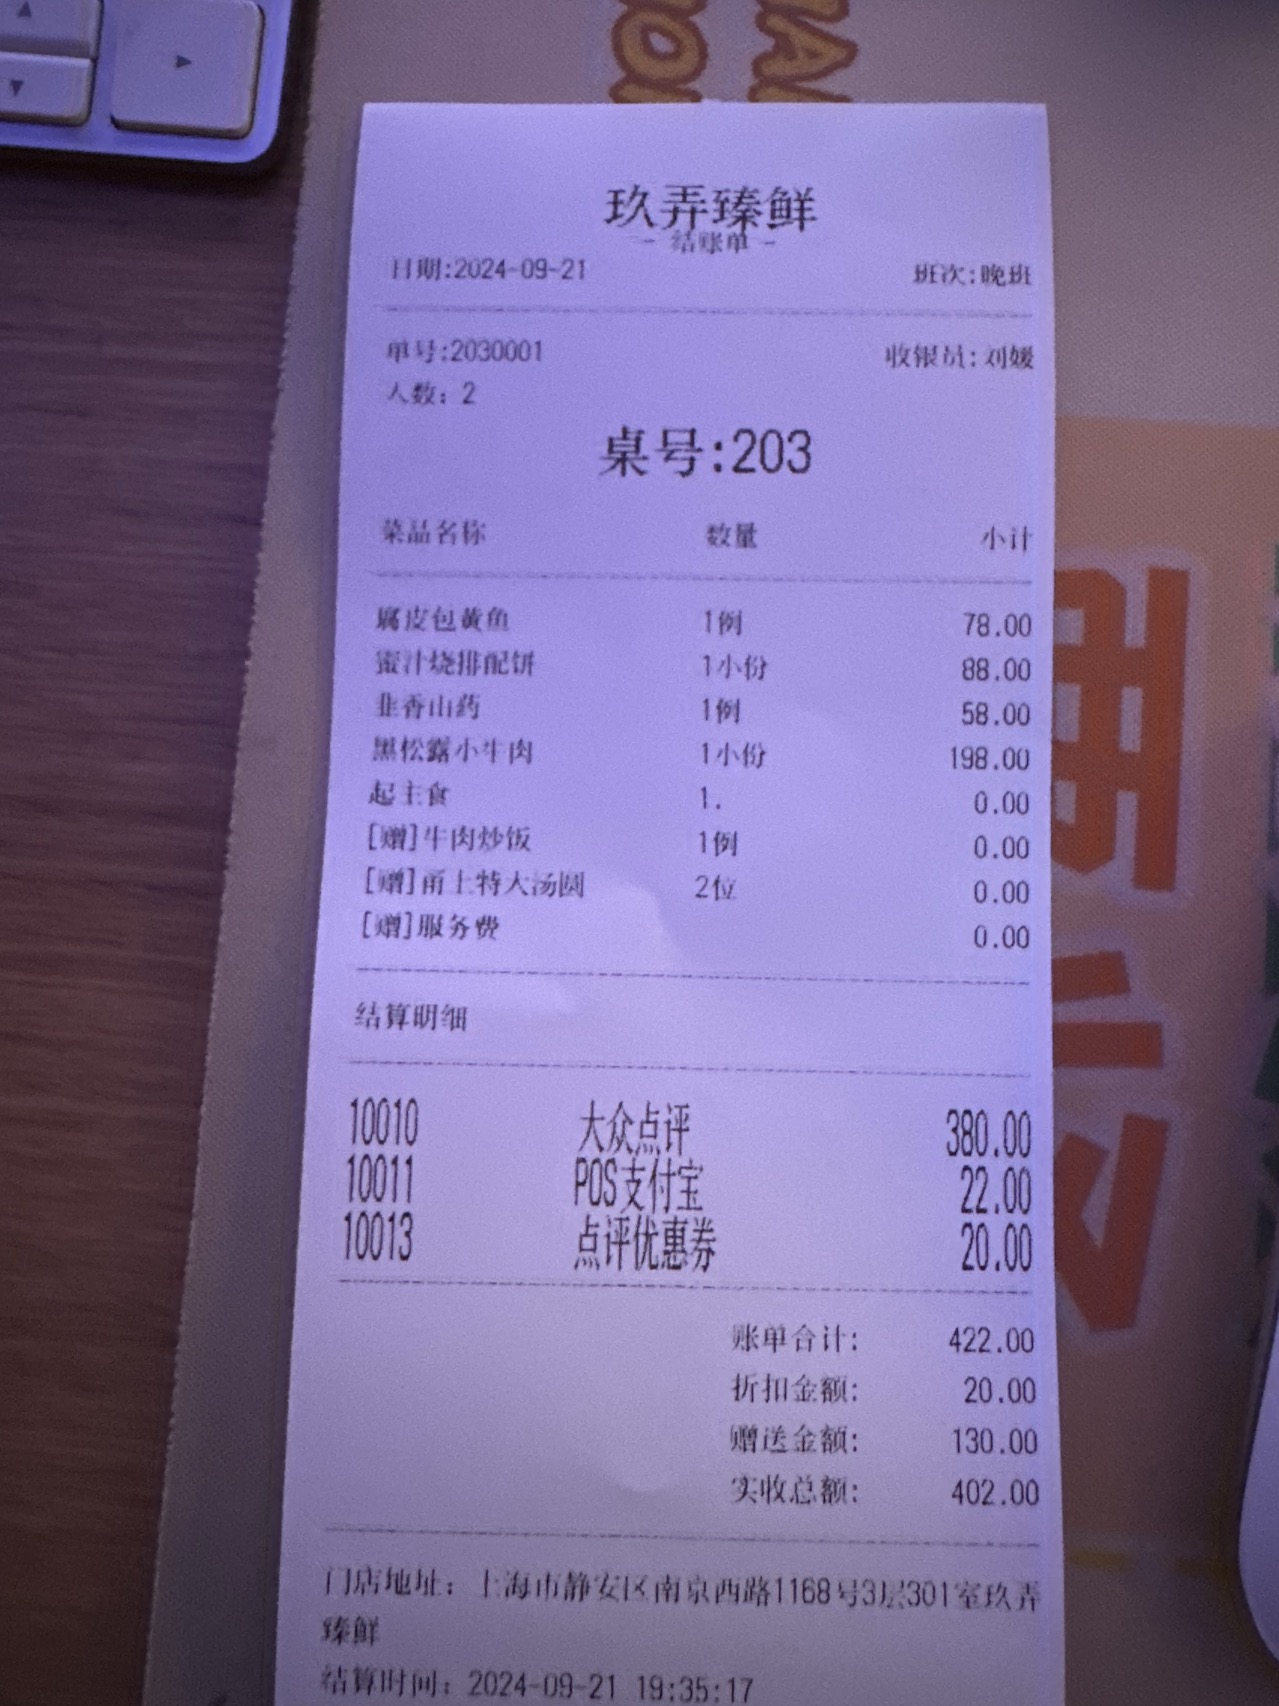 玖弄臻鲜
- 结账单 -
日期:2024-09-21 班次:晚班
单号:2030001 收银员:刘媛
人数: 2
桌号:203
菜品名称 数量 小计
腐皮包黄鱼 1例 78.00
蜜汁烧排配饼 1小份 88.00
韭香山药 1例 58.00
黑松露小牛肉 1小份 198.00
起主食 1. 0.00
[赠]牛肉炒饭 1例 0.00
[赠]甬上特大汤圆 2位 0.00
[赠]服务费 0.00
结算明细
10010 大众点评 380.00
10011 POS支付宝 22.00
10013 点评优惠券 20.00
账单合计: 422.00
折扣金额: 20.00
赠送金额: 130.00
实收总额: 402.00
门店地址: 上海市静安区南京西路1168号3层301室玖弄
臻鲜
结算时间: 2024-09-21 19:35:17